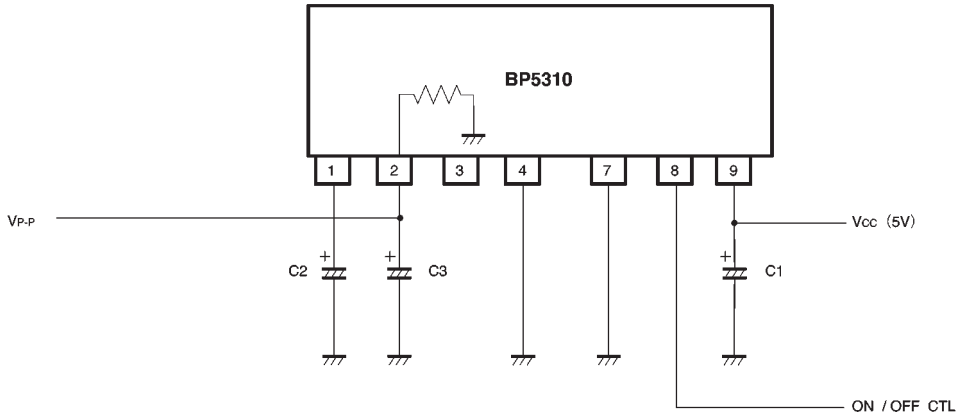 BP5310
1 2 3 4 7 8 9
VP-P
VCC (5V)
+ + +
C2 C3 C1
ON / OFF CTL